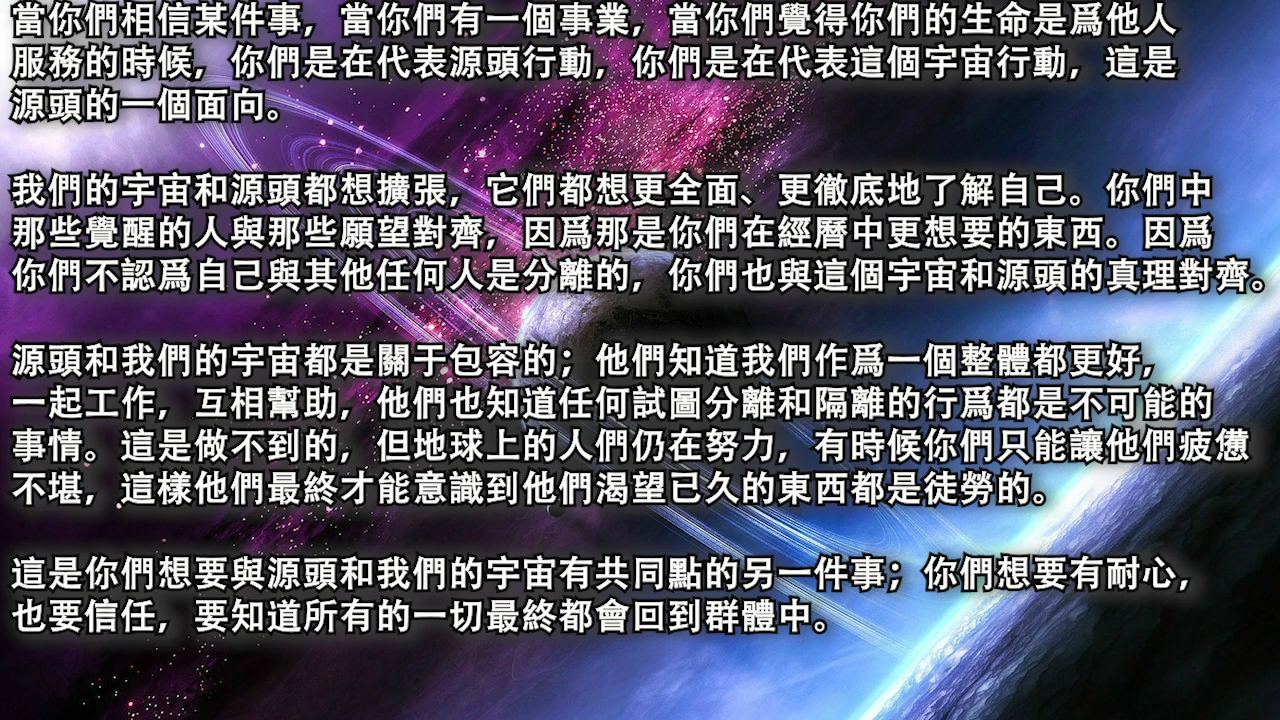 當你們相信某件事，當你們有一個事業，當你們覺得你們的生命是爲他人
服務的時候，你們是在代表源頭行動，你們是在代表這個宇宙行動，這是
源頭的一個面向。
我們的宇宙和源頭都想擴張，它們都想更全面、更徹底地了解自己。你們中
那些覺醒的人與那些願望對齊，因爲那是你們在經曆中更想要的東西。因爲
你們不認爲自己與其他任何人是分離的，你們也與這個宇宙和源頭的真理對齊。
源頭和我們的宇宙都是關于包容的；他們知道我們作爲一個整體都更好，
一起工作，互相幫助，他們也知道任何試圖分離和隔離的行爲都是不可能的
事情。這是做不到的，但地球上的人們仍在努力，有時候你們只能讓他們疲憊
不堪，這樣他們最終才能意識到他們渴望已久的東西都是徒勞的。
這是你們想要與源頭和我們的宇宙有共同點的另一件事；你們想要有耐心，
也要信任，要知道所有的一切最終都會回到群體中。